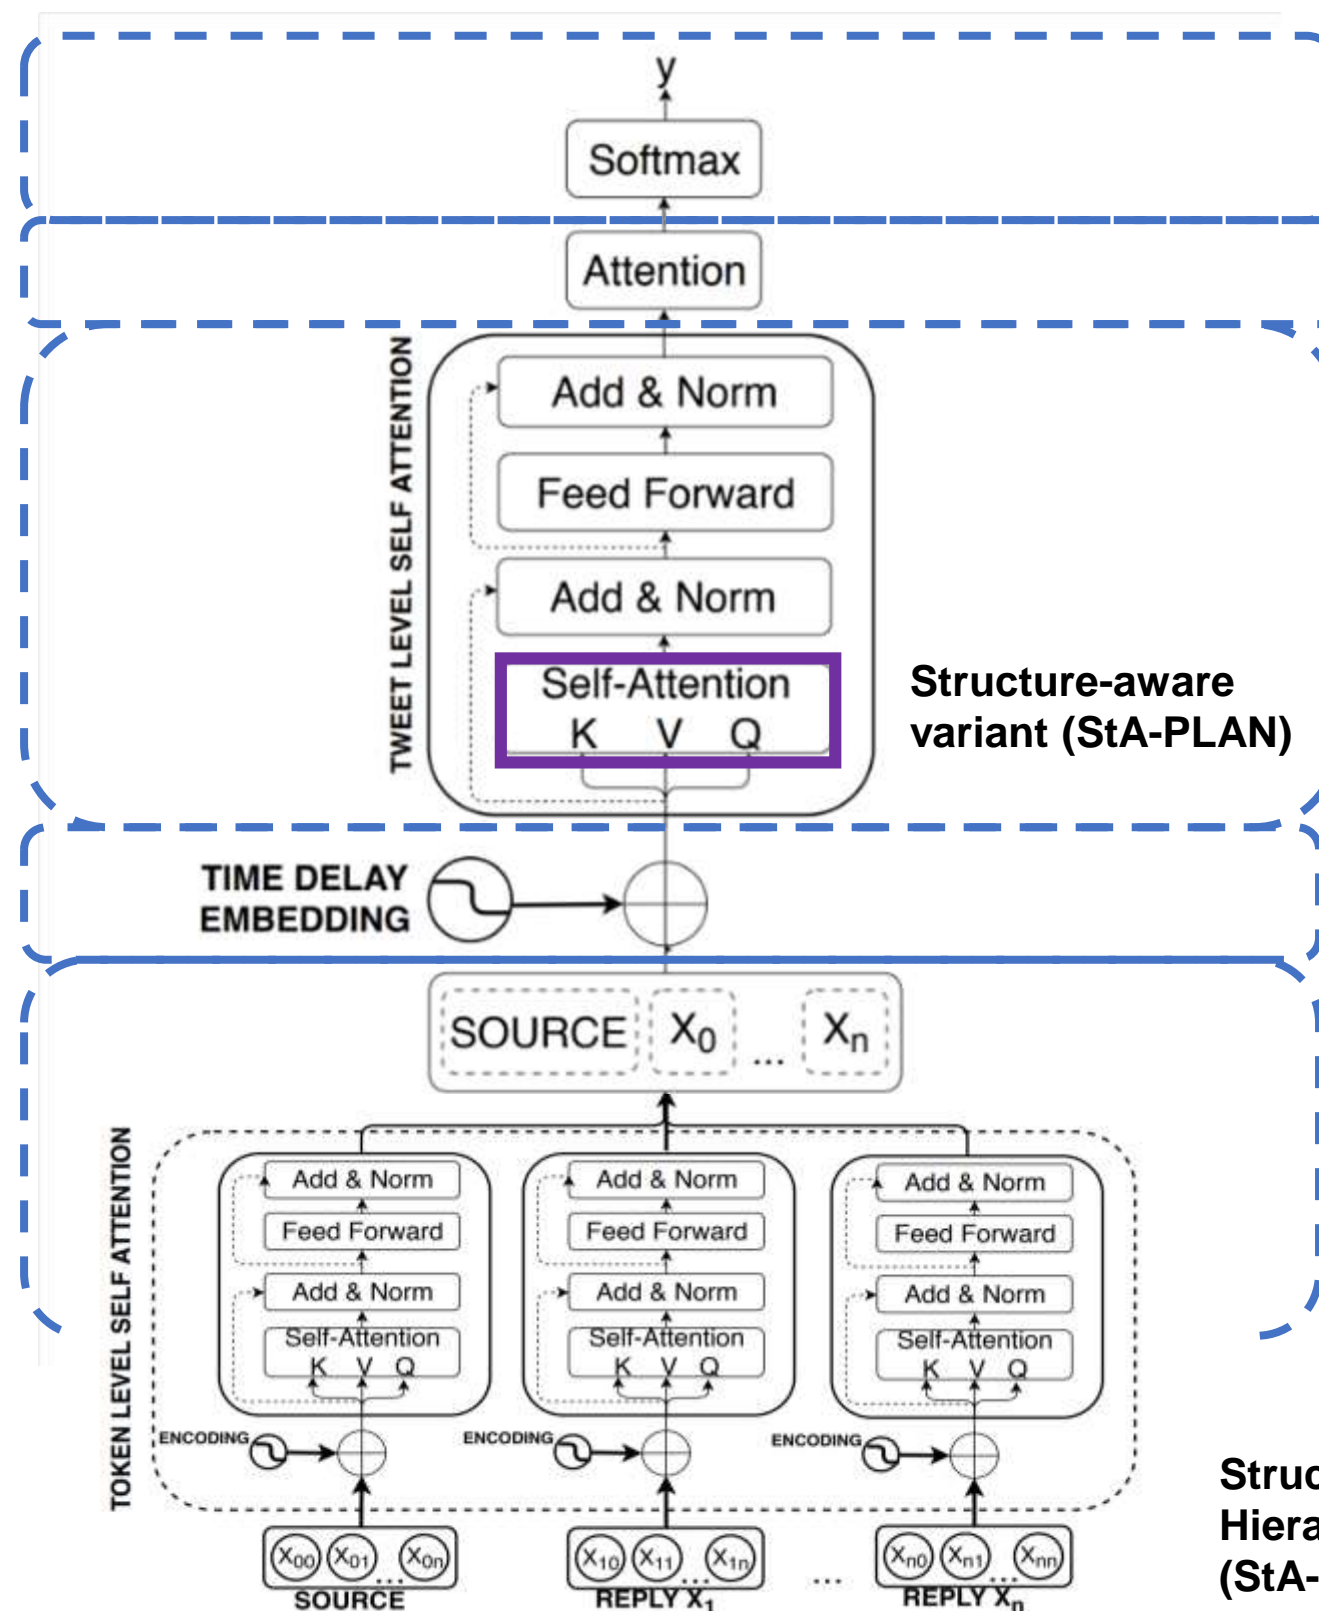 y
Softmax
Attention
TWEET LEVEL SELF ATTENTION
Add & Norm
Feed Forward
Add & Norm
Self-Attention
K V Q
Structure-aware
variant (StA-PLAN)
TIME DELAY
EMBEDDING
SOURCE X0 ... Xn
TOKEN LEVEL SELF ATTENTION
Add & Norm Add & Norm Add & Norm
Feed Forward Feed Forward Feed Forward
Add & Norm Add & Norm Add & Norm
Self-Attention Self-Attention Self-Attention
K V Q K V Q K V Q
ENCODING ENCODING ENCODING
X00 X01 ... X0n X10 X11 ... X1n ... Xn0 Xn1 ... Xnn
SOURCE REPLY X1 REPLY Xn
Struc
Hiera
(StA-